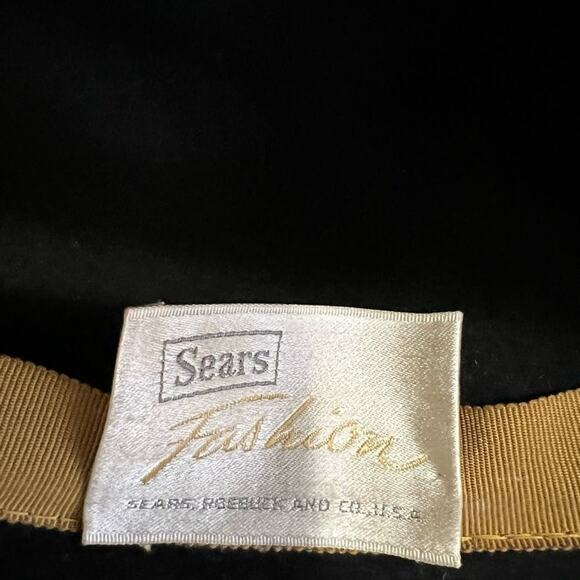 Sears
Fashion
SEARS, ROEBUCK AND CO., U.S.A.